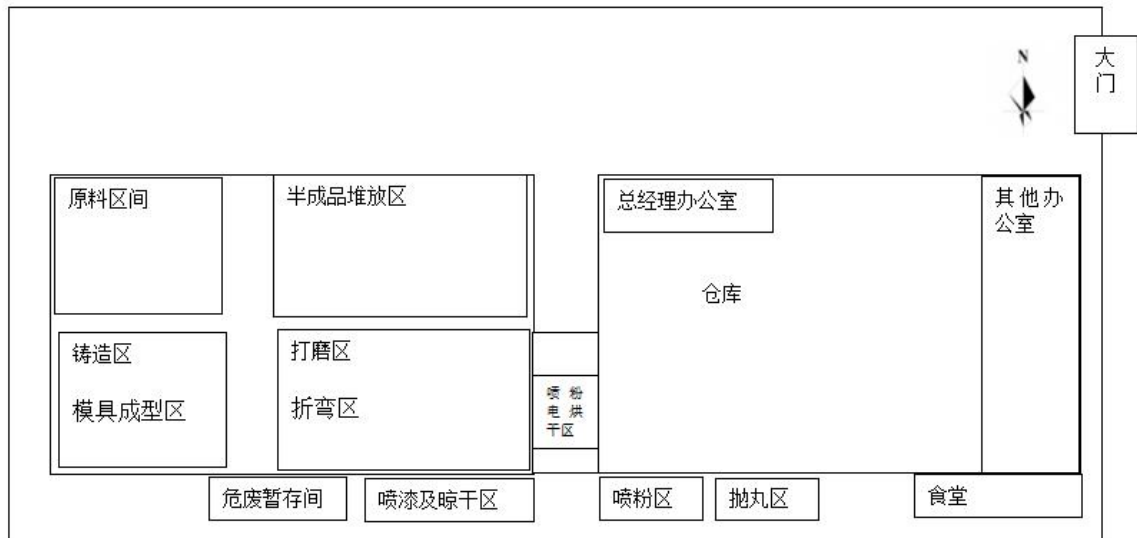 大
门
N
原料区间
半成品堆放区
总经理办公室
其他办
公室
仓库
铸造区
模具成型区
打磨区
折弯区
喷粉
电烘
干区
危废暂存间
喷漆及晾干区
喷粉区
抛丸区
食堂